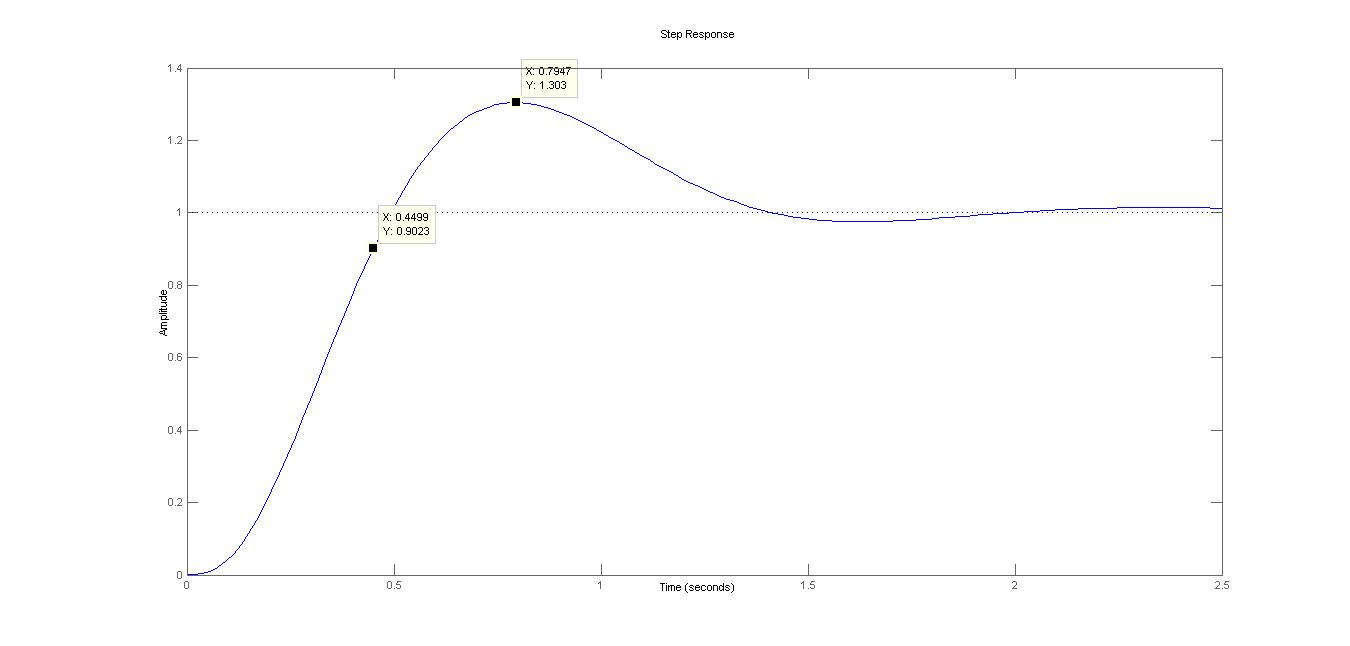 Step Response
1.4
X: 0.7947
Y: 1.303
1.2
X: 0.4499
Y: 0.9023
1
0.8
Amplitude
0.6
0.4
0.2
0
0 0.5 1 1.5 2 2.5
Time (seconds)